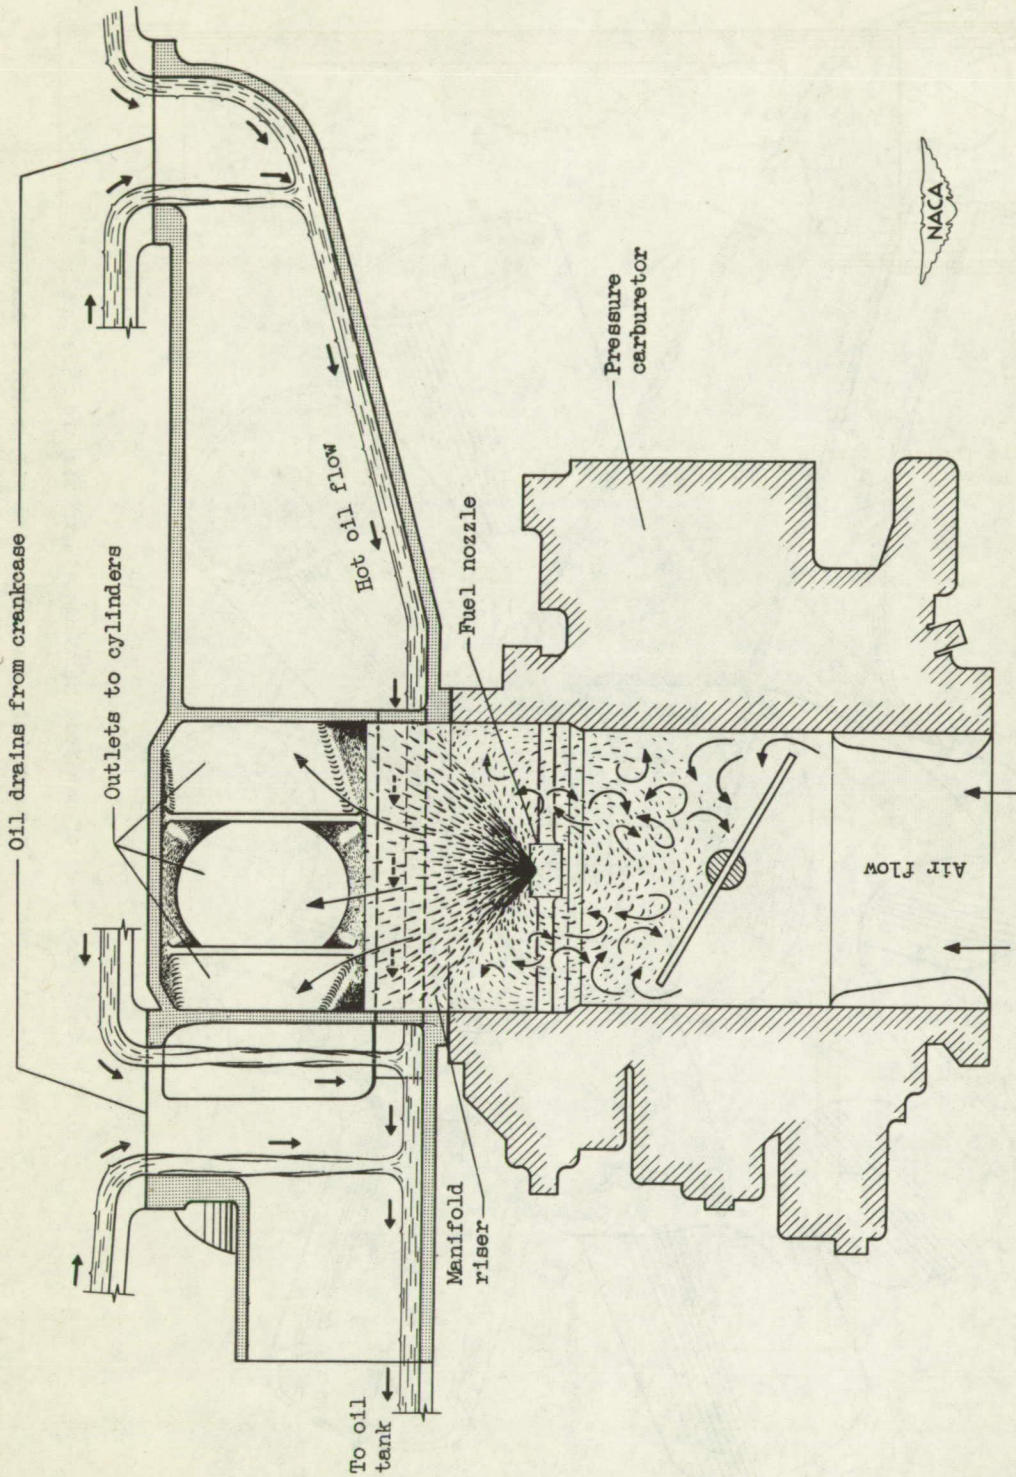 Oil drains from crankcase
Outlets to cylinders
Hot oil flow
Fuel nozzle
Pressure
carburetor
NACA
Air flow
Manifold
riser
To oil
tank